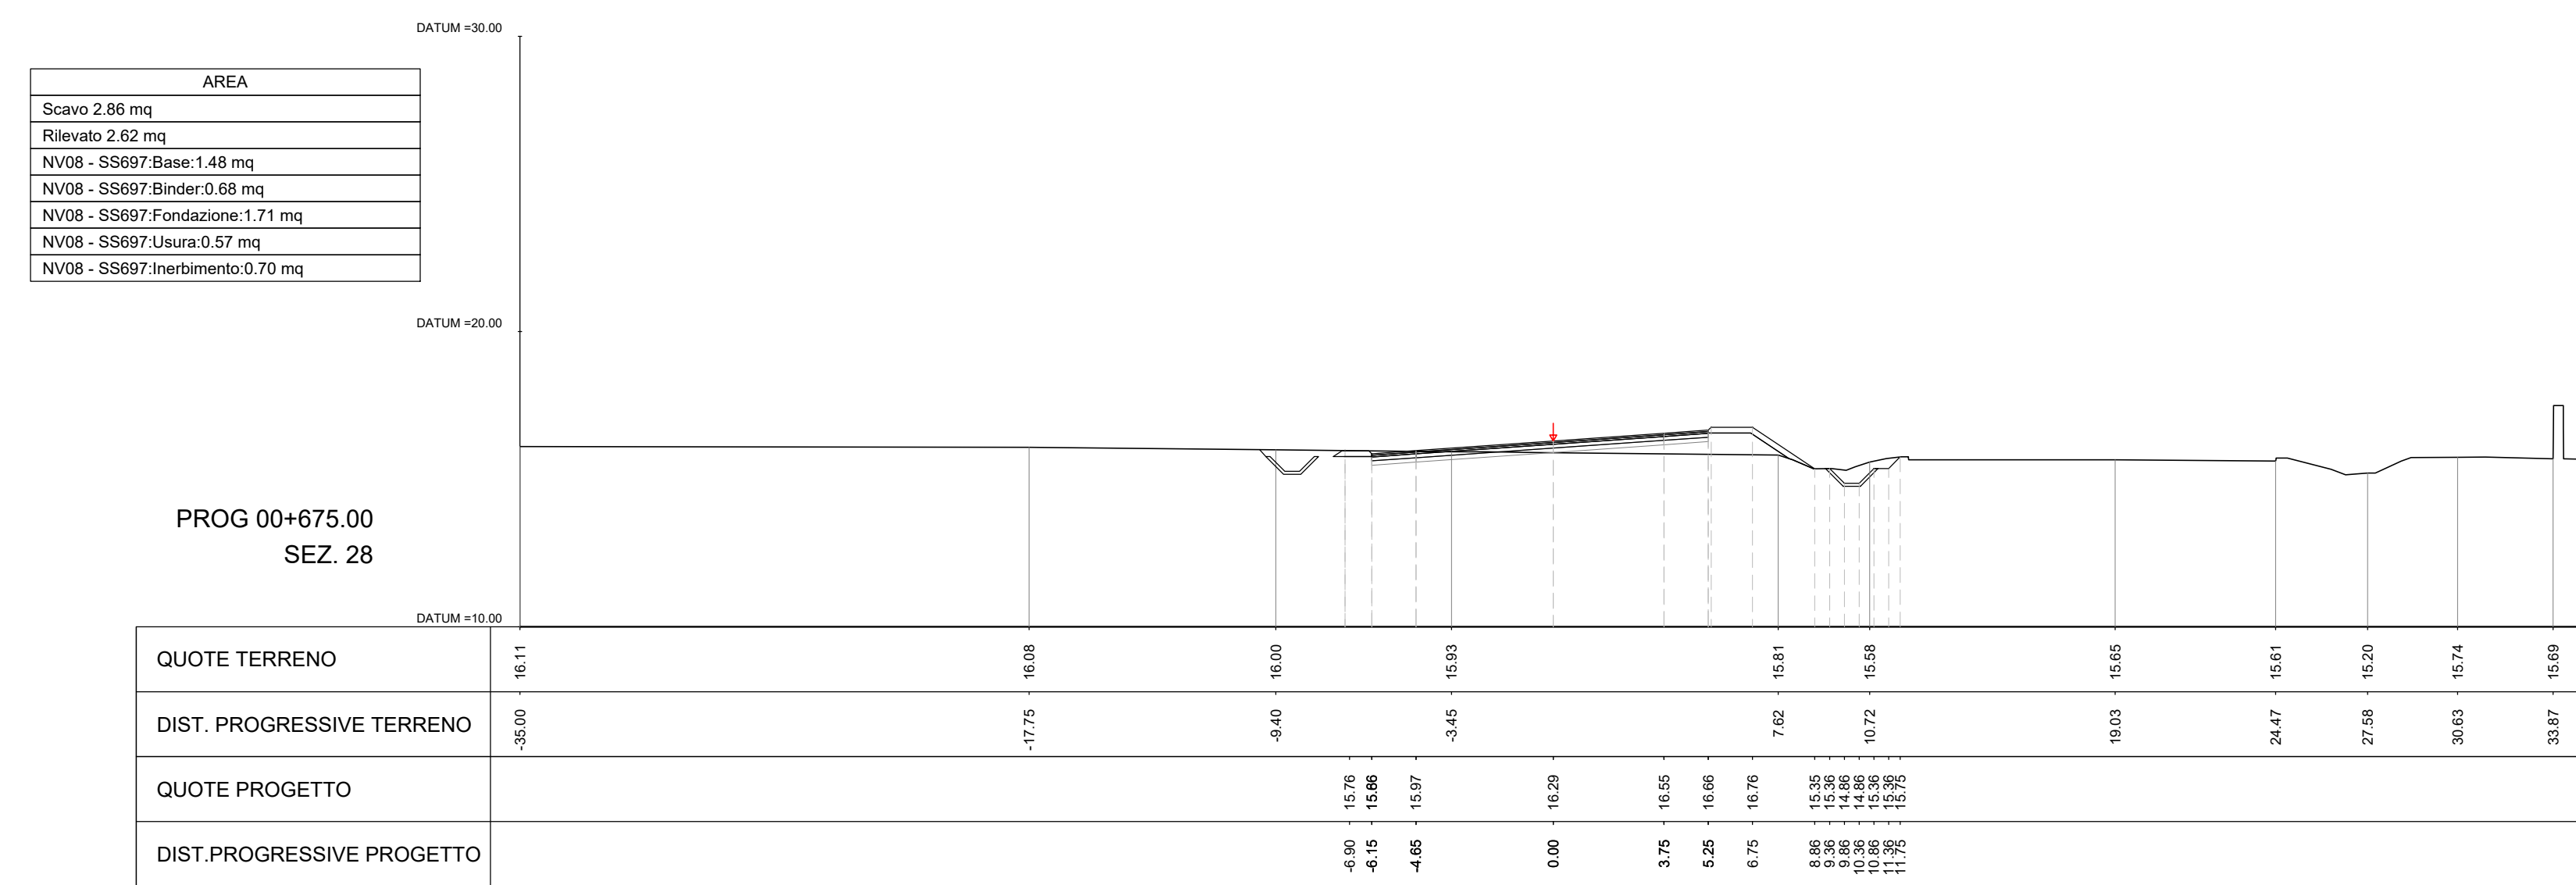 DATUM =30.00
AREA
Scavo 2.86 mq
Rilevato 2.62 mq
NV08 - SS697:Base:1.48 mq
NV08 - SS697:Binder:0.68 mq
NV08 - SS697:Fondazione:1.71 mq
NV08 - SS697:Usura:0.57 mq
NV08 - SS697:Inerbimento:0.70 mq
DATUM =20.00
PROG 00+675.00
SEZ. 28
DATUM =10.00
QUOTE TERRENO 16.11 16.08 16.00 15.93 15.81 15.58 15.65 15.61 15.20 15.74 15.69
DIST. PROGRESSIVE TERRENO -35.00 -17.75 -9.40 -3.45 7.62 10.72 19.03 24.47 27.58 30.63 33.87
QUOTE PROGETTO 15.76 15.86 15.97 16.29 16.55 16.66 16.76 15.35 15.36 14.86 14.86 15.36 15.36 15.75
DIST.PROGRESSIVE PROGETTO -6.90 -6.15 -4.65 0.00 3.75 5.25 6.75 8.86 9.36 9.86 10.36 10.86 11.36 11.75